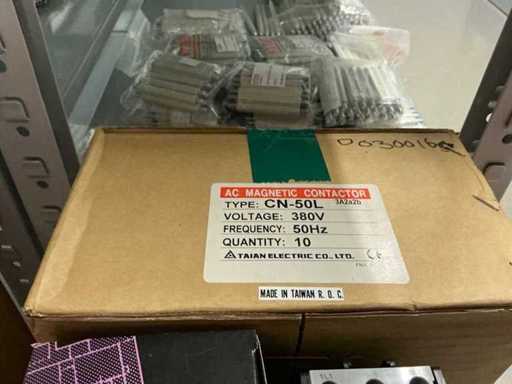 AC MAGNETIC CONTACTOR
TYPE: CN-50L 3A2a2b
VOLTAGE: 380V
FREQUENCY: 50Hz
QUANTITY: 10
TAIAN ELECTRIC CO., LTD.
CE
MADE IN TAIWAN R.O.C.